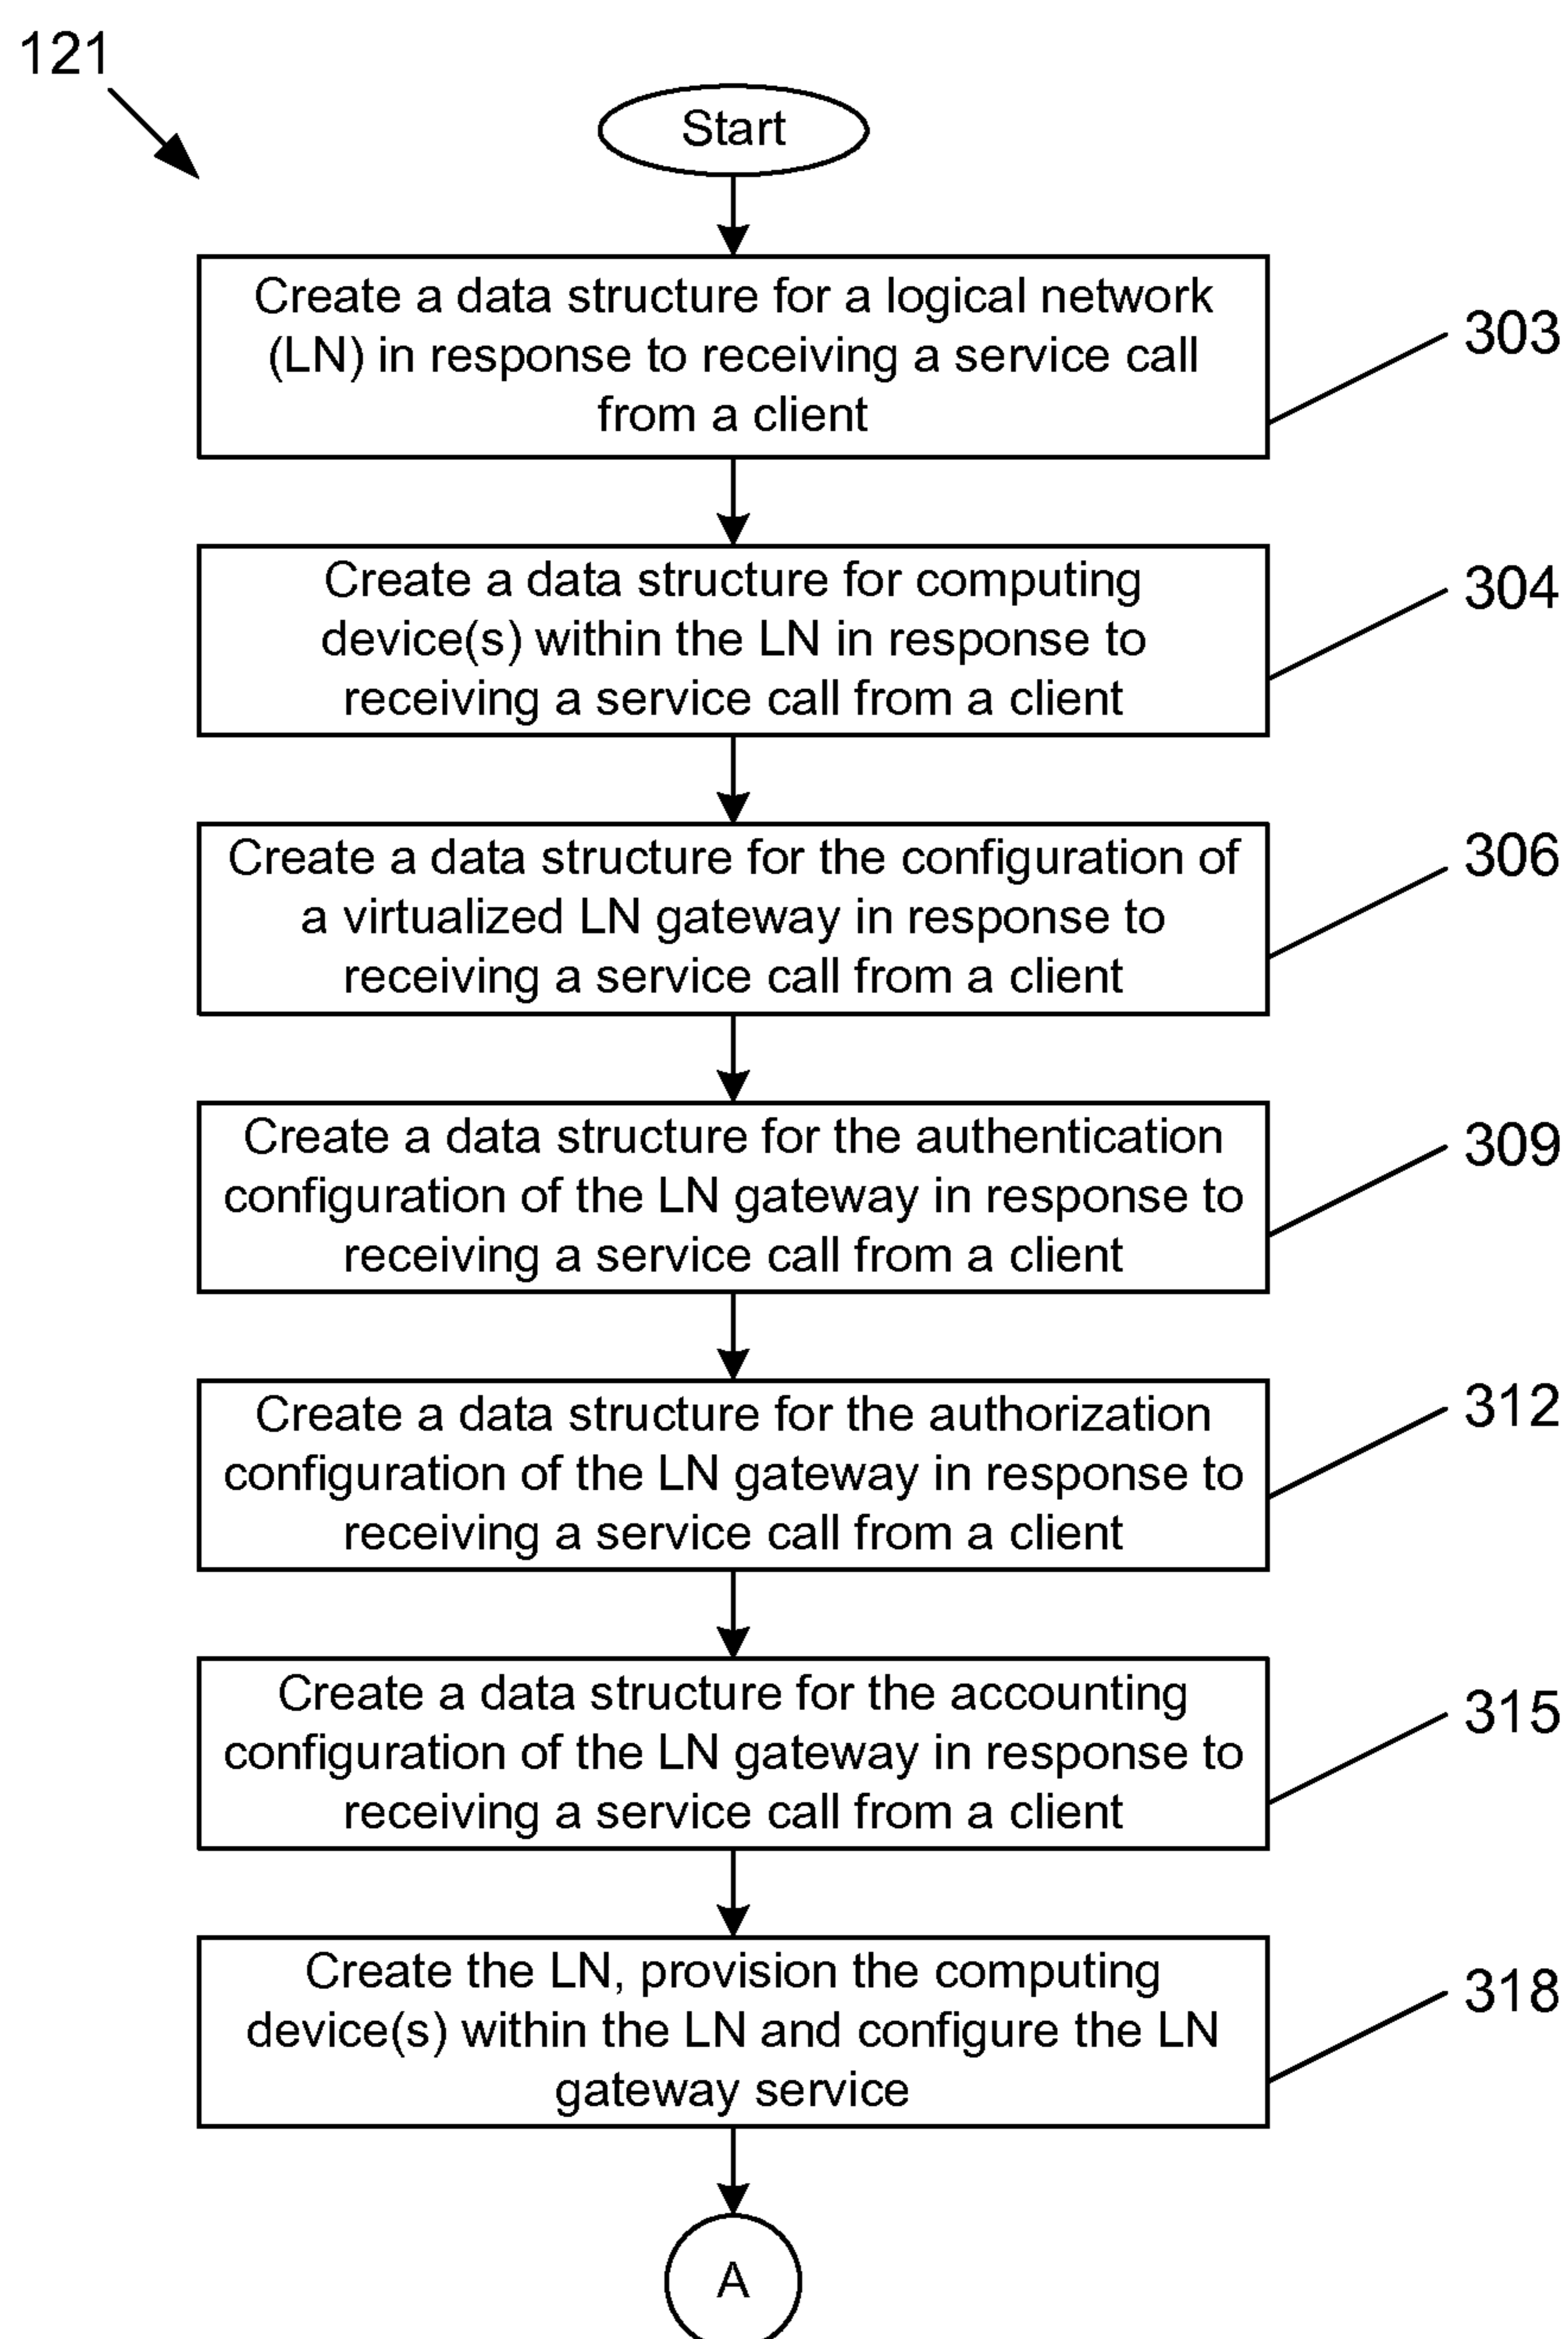 121
Start
Create a data structure for a logical network
(LN) in response to receiving a service call
from a client
303
Create a data structure for computing
device(s) within the LN in response to
receiving a service call from a client
304
Create a data structure for the configuration of
a virtualized LN gateway in response to
receiving a service call from a client
306
Create a data structure for the authentication
configuration of the LN gateway in response to
receiving a service call from a client
309
Create a data structure for the authorization
configuration of the LN gateway in response to
receiving a service call from a client
312
Create a data structure for the accounting
configuration of the LN gateway in response to
receiving a service call from a client
315
Create the LN, provision the computing
device(s) within the LN and configure the LN
gateway service
318
A